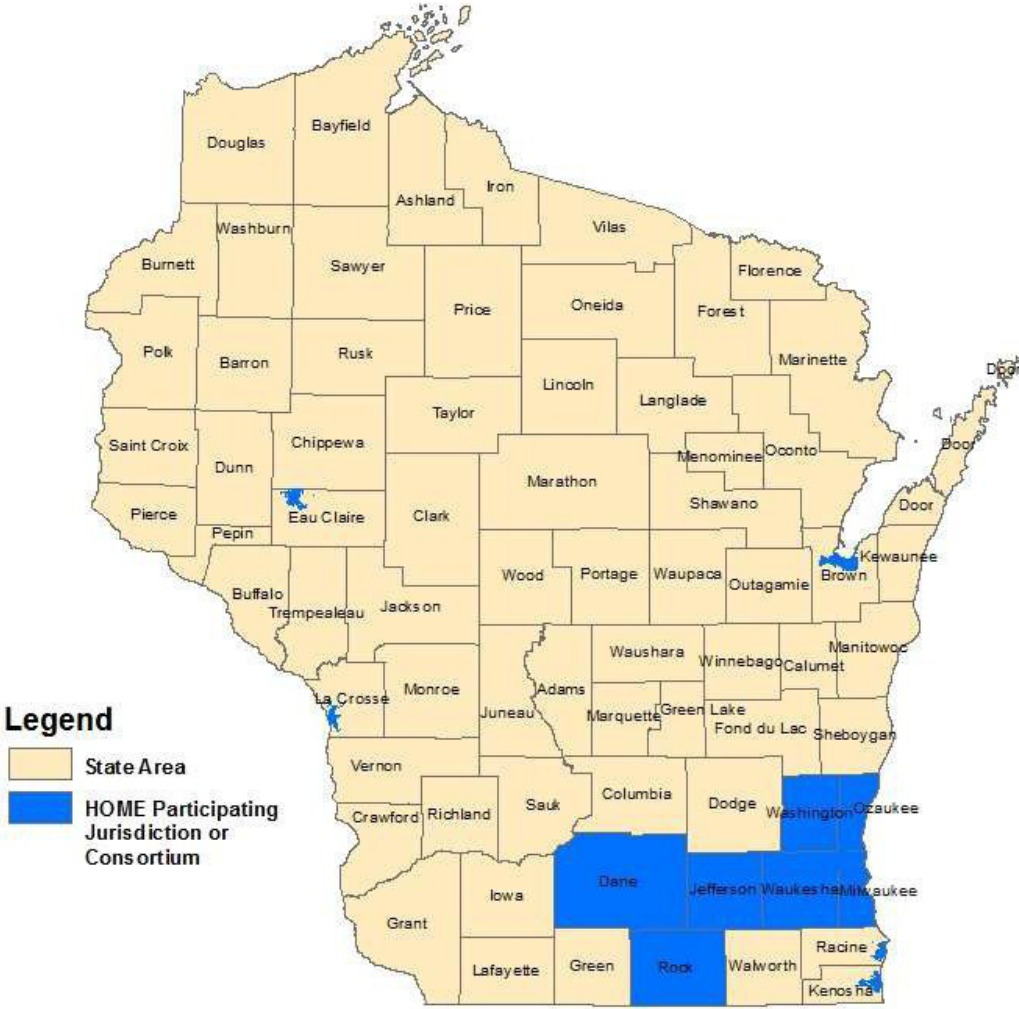 Bayfield
Douglas
Iron
Ashland
Washburn
Vilas
Burnett
Sawyer
Florence
Price
Oneida
Forest
Polk
Barron
Rusk
Marinette
Door
Lincoln
Langlade
Taylor
Saint Croix
Chippewa
Dunn
Menominee
Oconto
Door
Marathon
Shawano
Pierce
Eau Claire
Clark
Door
Pepin
Kewaunee
Wood
Portage
Waupaca
Outagamie
Brown
Buffalo
Trempealeau
Jackson
Waushara
Winnebago
Calumet
Manitowoc
La Crosse
Monroe
Juneau
Adams
Marquette
Green Lake
Fond du Lac
Sheboygan
Legend
State Area
HOME Participating
Jurisdiction or
Consortium
Vernon
Crawford
Richland
Sauk
Columbia
Dodge
Washington
Ozaukee
Dane
Jefferson
Waukesha
Milwaukee
Iowa
Grant
Lafayette
Green
Rock
Walworth
Racine
Kenosha